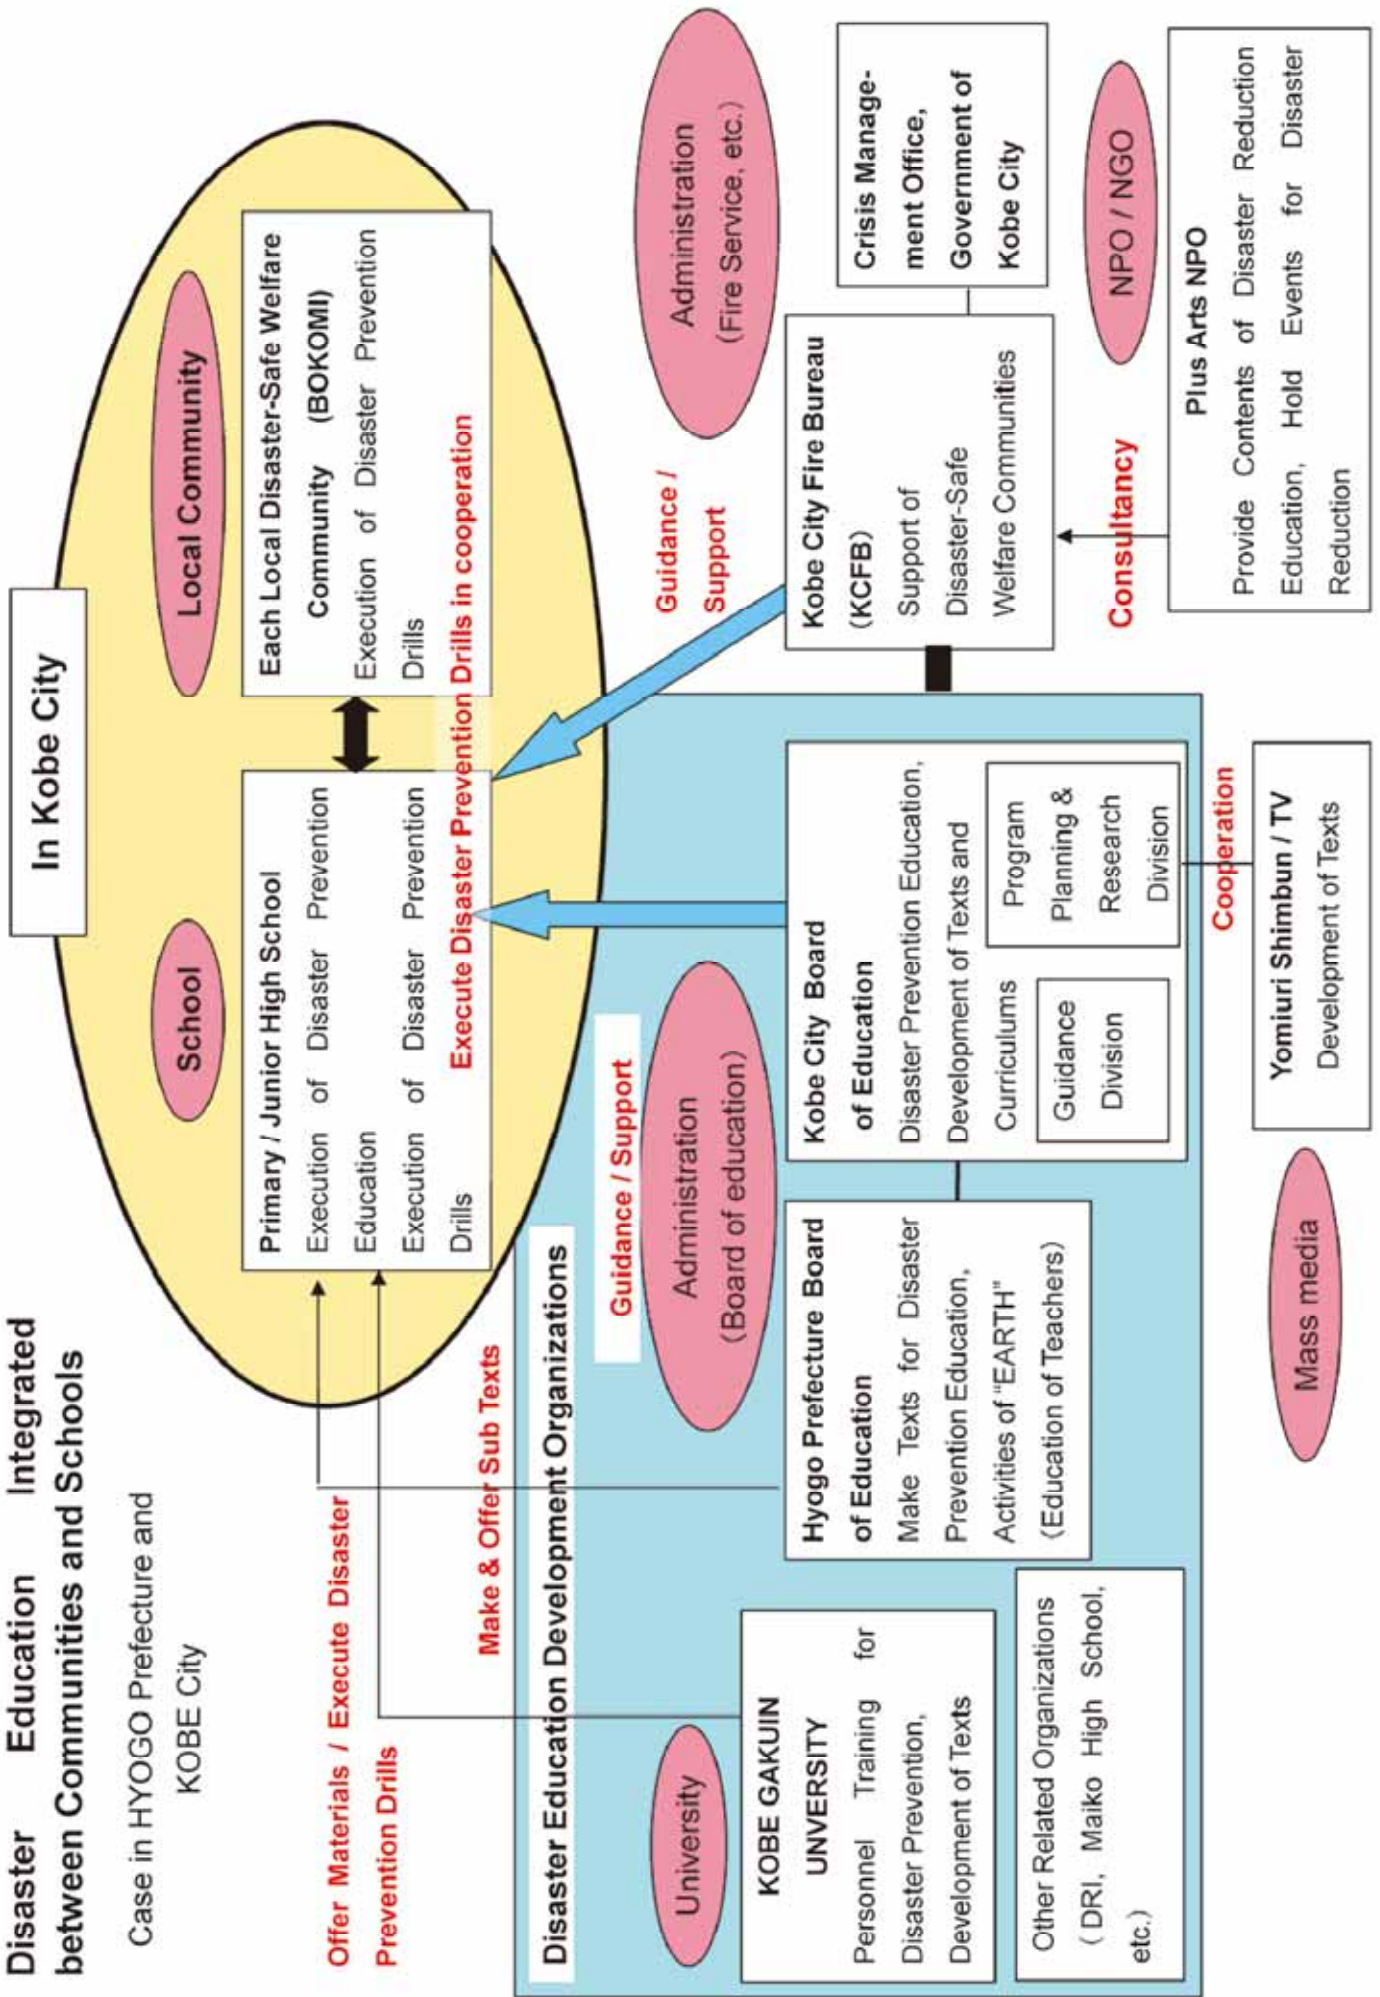 Disaster Education Integrated
between Communities and Schools
Case in HYOGO Prefecture and
KOBE City
In Kobe City
School
Local Community
Primary / Junior High School
Execution of Disaster Prevention
Education
Execution of Disaster Prevention
Drills
Each Local Disaster-Safe Welfare
Community (BOKOMI)
Execution of Disaster Prevention
Drills
Execute Disaster Prevention Drills in cooperation
Offer Materials / Execute Disaster
Prevention Drills
Make & Offer Sub Texts
Disaster Education Development Organizations
Guidance / Support
Guidance /
Support
University
Administration
(Board of education)
Administration
(Fire Service, etc.)
KOBE GAKUIN
UNVERSITY
Personnel Training for
Disaster Prevention,
Development of Texts
Other Related Organizations
( DRI, Maiko High School,
etc.)
Hyogo Prefecture Board
of Education
Make Texts for Disaster
Prevention Education,
Activities of "EARTH"
(Education of Teachers)
Kobe City Board
of Education
Disaster Prevention Education,
Development of Texts and
Curriculums
Guidance
Division
Program
Planning &
Research
Division
Kobe City Fire Bureau
(KCFB)
Support of
Disaster-Safe
Welfare Communities
Crisis Manage-
ment Office,
Government of
Kobe City
Consultancy
NPO / NGO
Plus Arts NPO
Provide Contents of Disaster Reduction
Education, Hold Events for Disaster
Reduction
Cooperation
Mass media
Yomiuri Shimbun / TV
Development of Texts